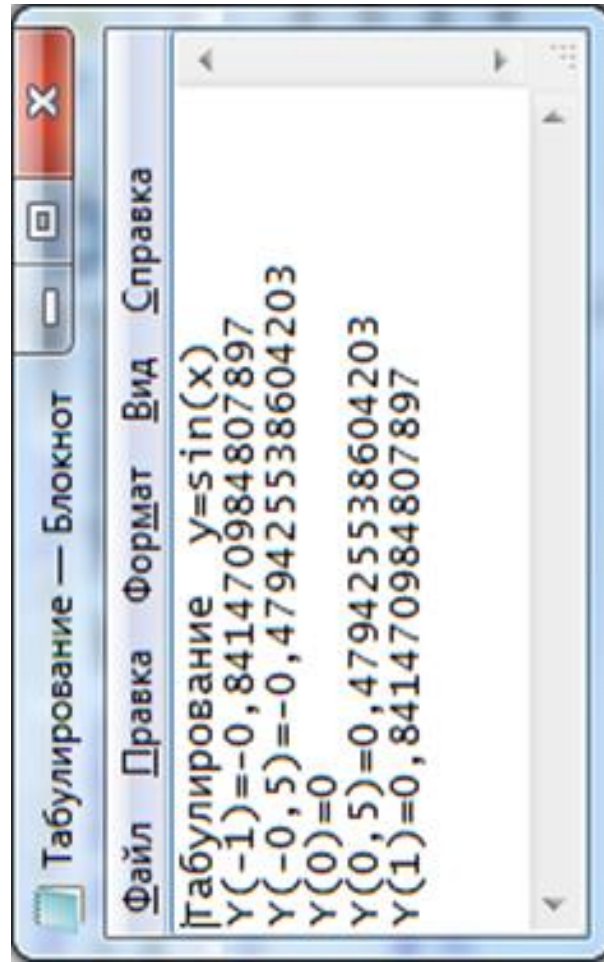 Табулирование — Блокнот
Файл Правка Формат Вид Справка
Табулирование y=sin(x)
Y(-1)=-0,841470984807897
Y(-0,5)=-0,479425538604203
Y(0)=0
Y(0,5)=0,479425538604203
Y(1)=0,841470984807897